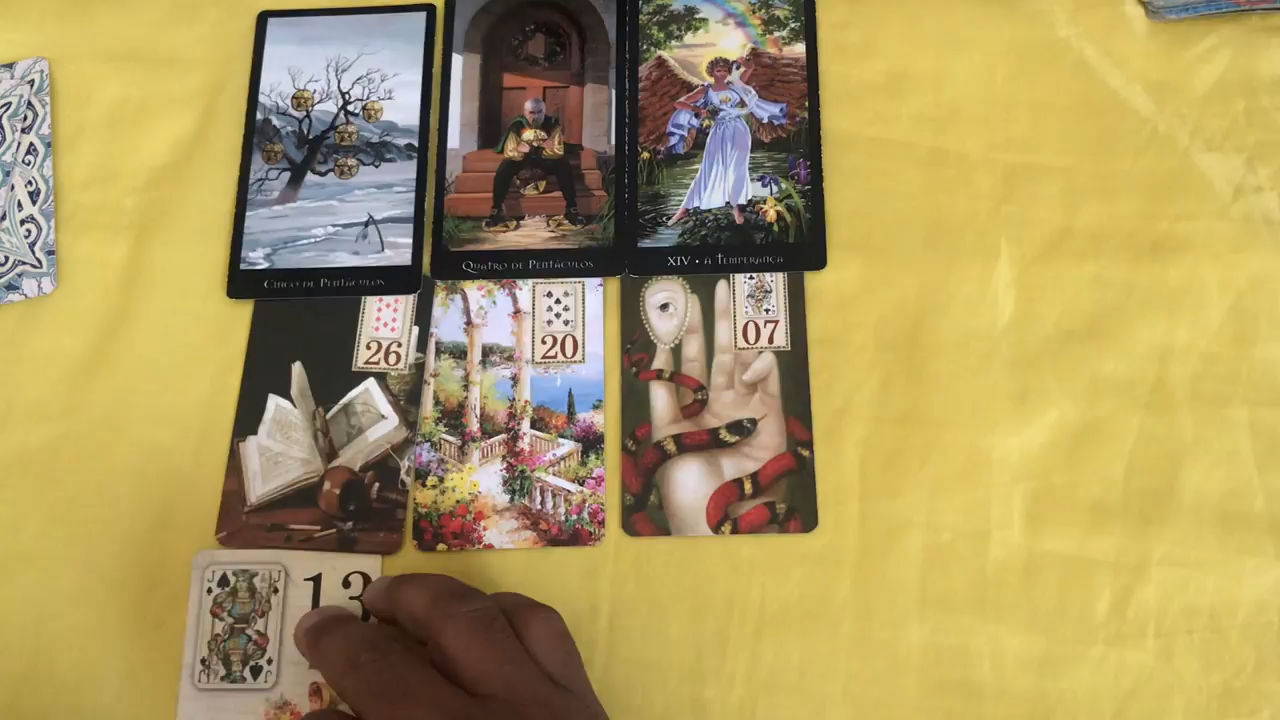 CINCO DE PENTÁCULOS
QUATRO DE PENTÁCULOS
XIV • A TEMPERANÇA
26
20
07
J J
13
J